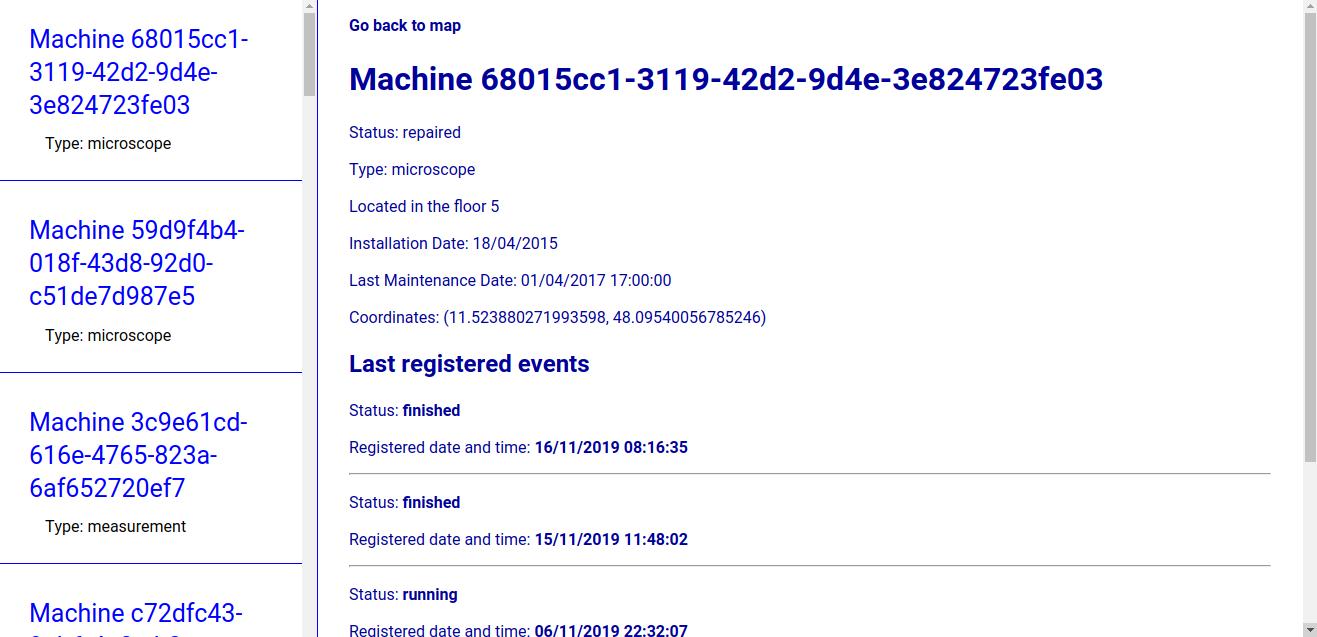 Machine 68015cc1-
3119-42d2-9d4e-
3e824723fe03
Type: microscope
Machine 59d9f4b4-
018f-43d8-92d0-
c51de7d987e5
Type: microscope
Machine 3c9e61cd-
616e-4765-823a-
6af652720ef7
Type: measurement
Machine c72dfc43-
Go back to map
Machine 68015cc1-3119-42d2-9d4e-3e824723fe03
Status: repaired
Type: microscope
Located in the floor 5
Installation Date: 18/04/2015
Last Maintenance Date: 01/04/2017 17:00:00
Coordinates: (11.523880271993598, 48.09540056785246)
Last registered events
Status: finished
Registered date and time: 16/11/2019 08:16:35
Status: finished
Registered date and time: 15/11/2019 11:48:02
Status: running
Registered date and time: 06/11/2019 22:32:07